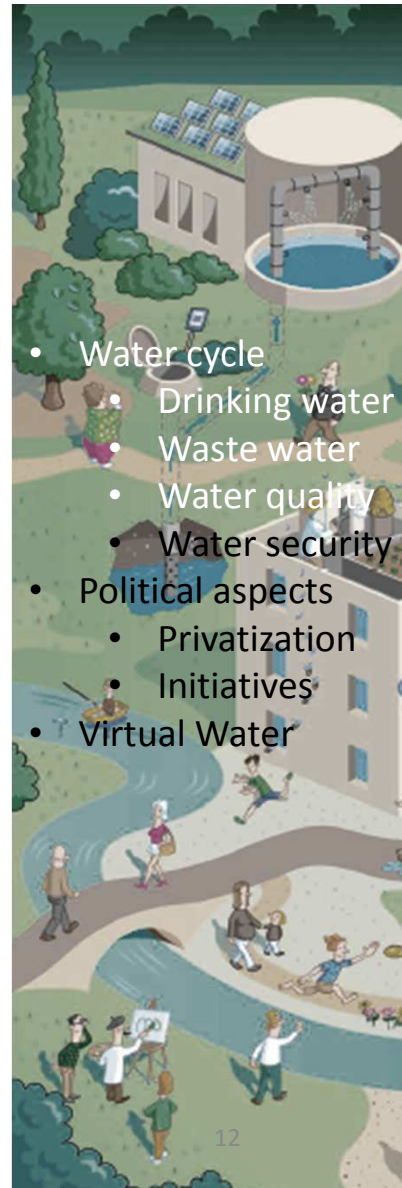 • Water cycle
• Drinking water
• Waste water
• Water quality
• Water security
• Political aspects
• Privatization
• Initiatives
• Virtual Water
12